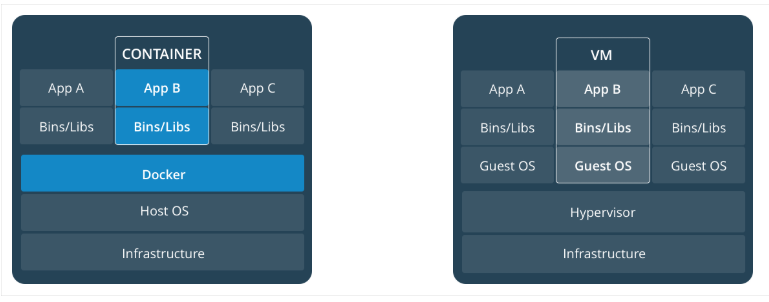 CONTAINER
App A App B App C
Bins/Libs Bins/Libs Bins/Libs
Docker
Host OS
Infrastructure
VM
App A App B App C
Bins/Libs Bins/Libs Bins/Libs
Guest OS Guest OS Guest OS
Hypervisor
Infrastructure